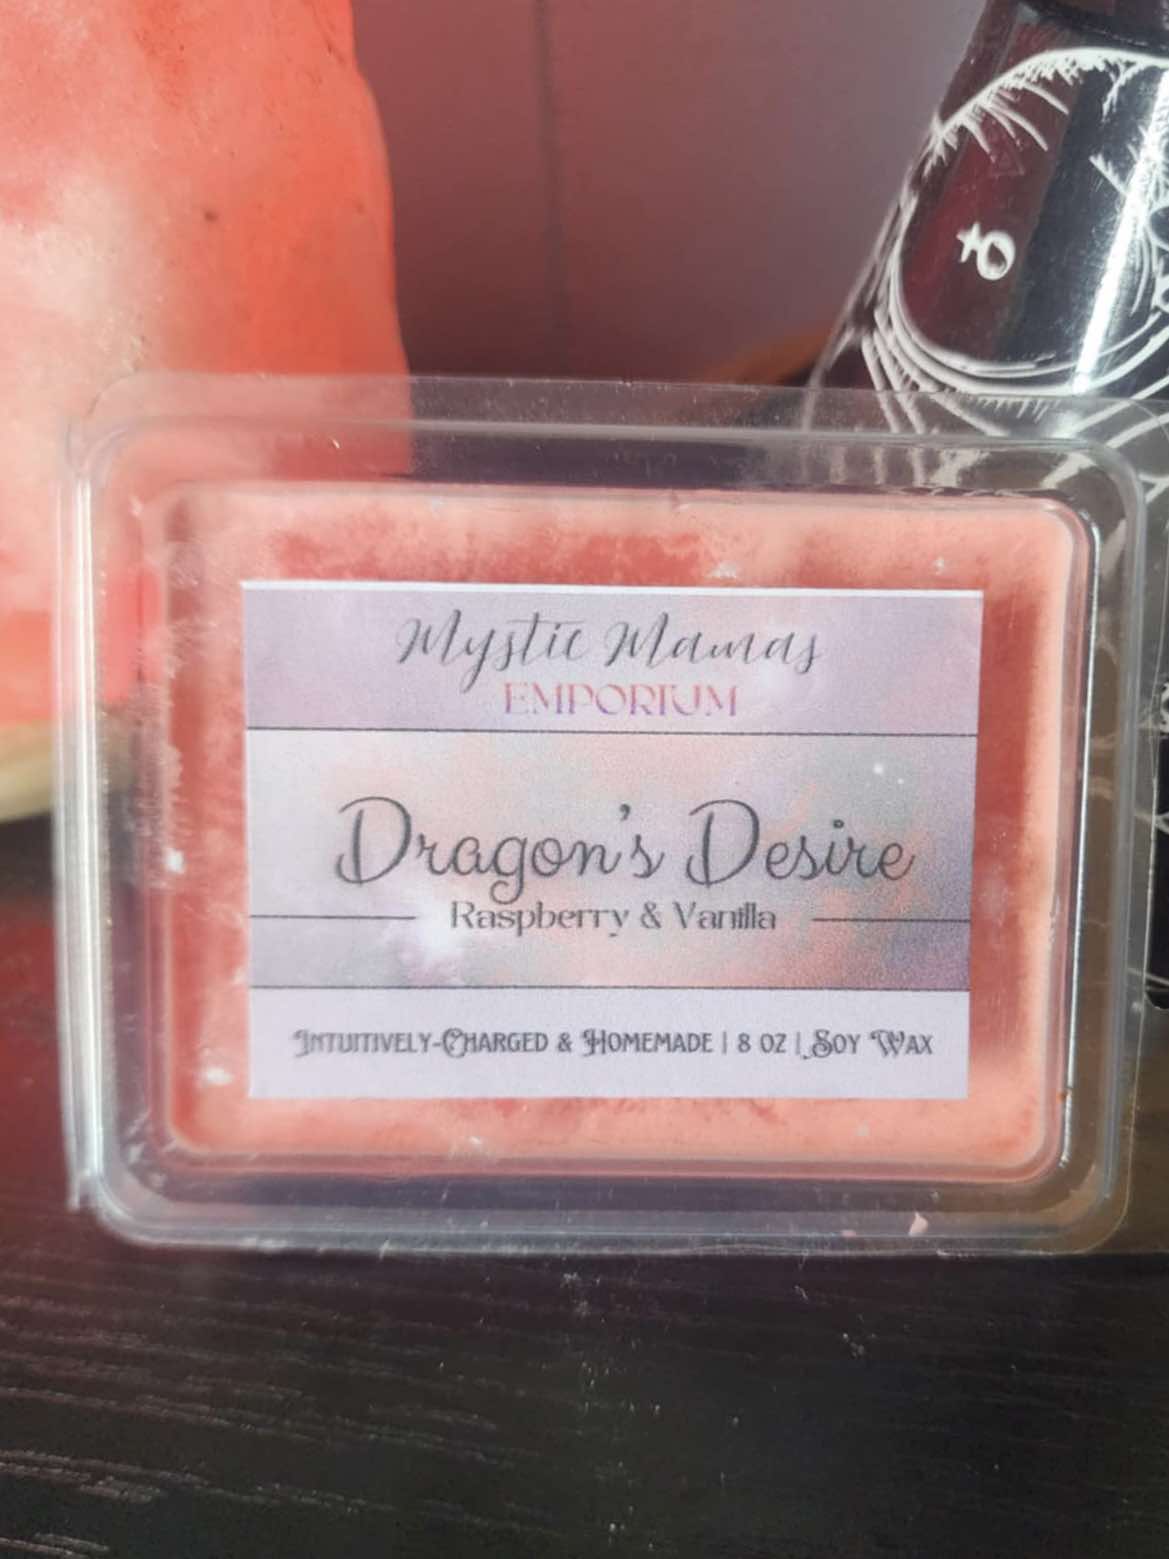 Mystic Mamas
EMPORIUM
Dragon's Desire
Raspberry & Vanilla
Intuitively-Charged & Homemade | 8 oz | Soy Wax